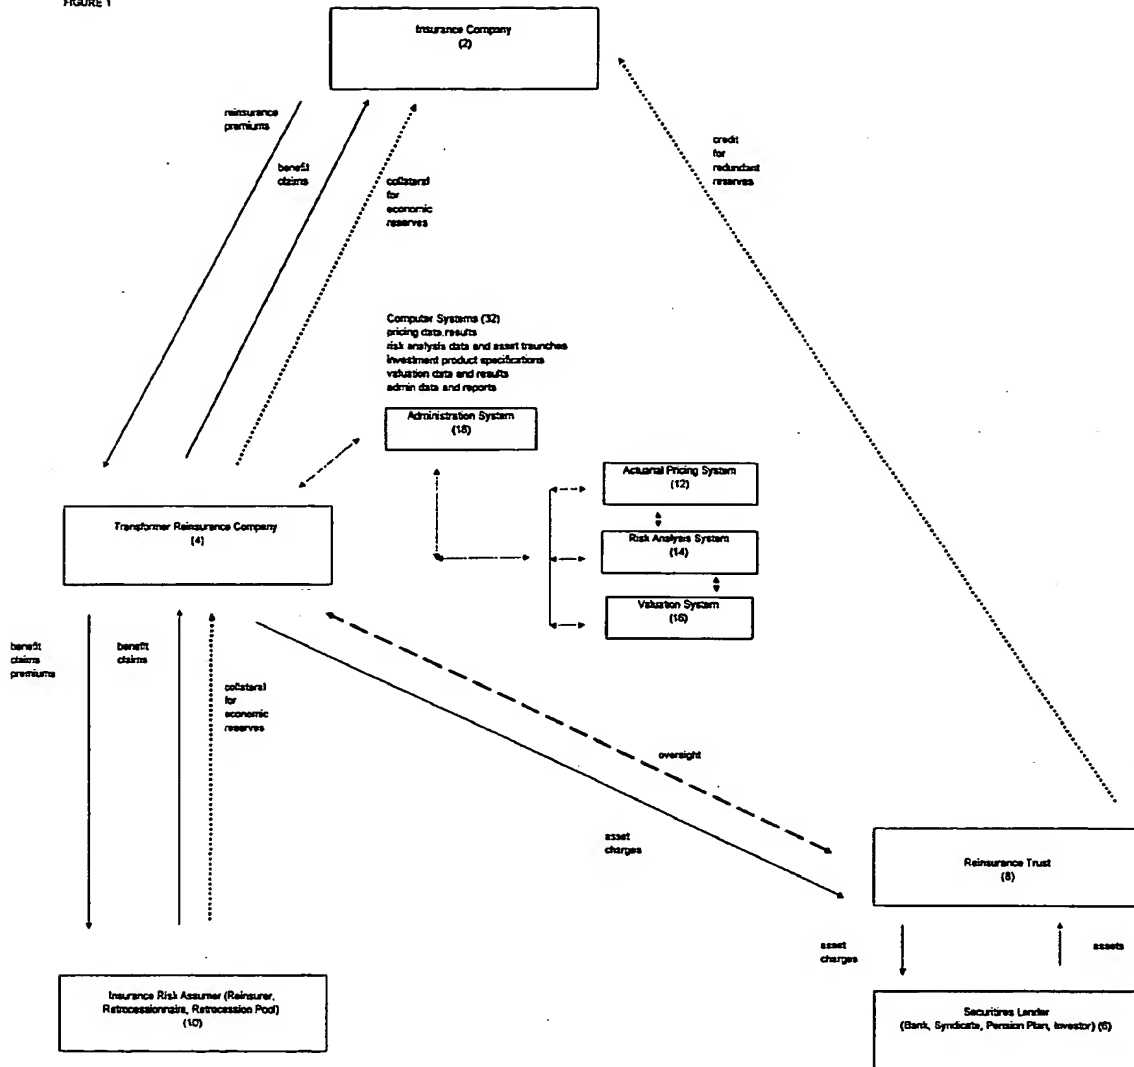 FIGURE 1
Insurance Company
(2)
reinsurance
premiums
benefit
claims
collateral
for
economic
reserves
credit
for
redundant
reserves
Computer Systems (32)
pricing data results
risk analysis data and asset traunches
investment product specifications
valuation data and results
admin data and reports
Administration System
(18)
Actuarial Pricing System
(12)
Risk Analysis System
(14)
Valuation System
(16)
Transformer Reinsurance Company
(4)
benefit
claims
premiums
benefit
claims
collateral
for
economic
reserves
oversight
asset
charges
Reinsurance Trust
(8)
asset
charges
assets
Insurance Risk Assumer (Reinsurer,
Retrocessionnaire, Retrocession Pool)
(10)
Securitires Lender
(Bank, Syndicate, Pension Plan, Investor) (6)